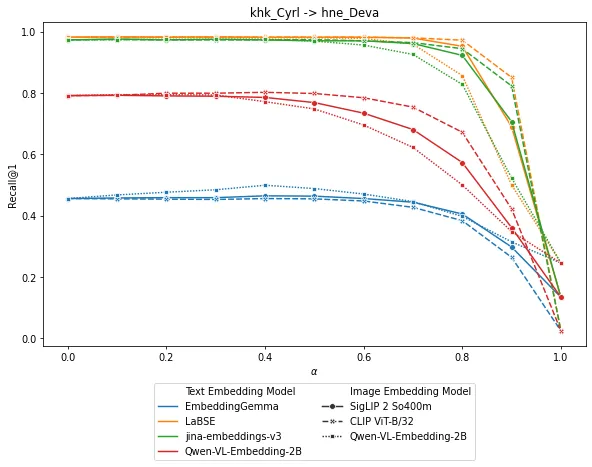 khk_Cyrl -> hne_Deva
1.0
0.8
0.6
0.4
0.2
0.0
Recall@1
0.0 0.2 0.4 0.6 0.8 1.0
α
Text Embedding Model
EmbeddingGemma
LaBSE
jina-embeddings-v3
Qwen-VL-Embedding-2B
Image Embedding Model
SigLIP 2 So400m
CLIP ViT-B/32
Qwen-VL-Embedding-2B